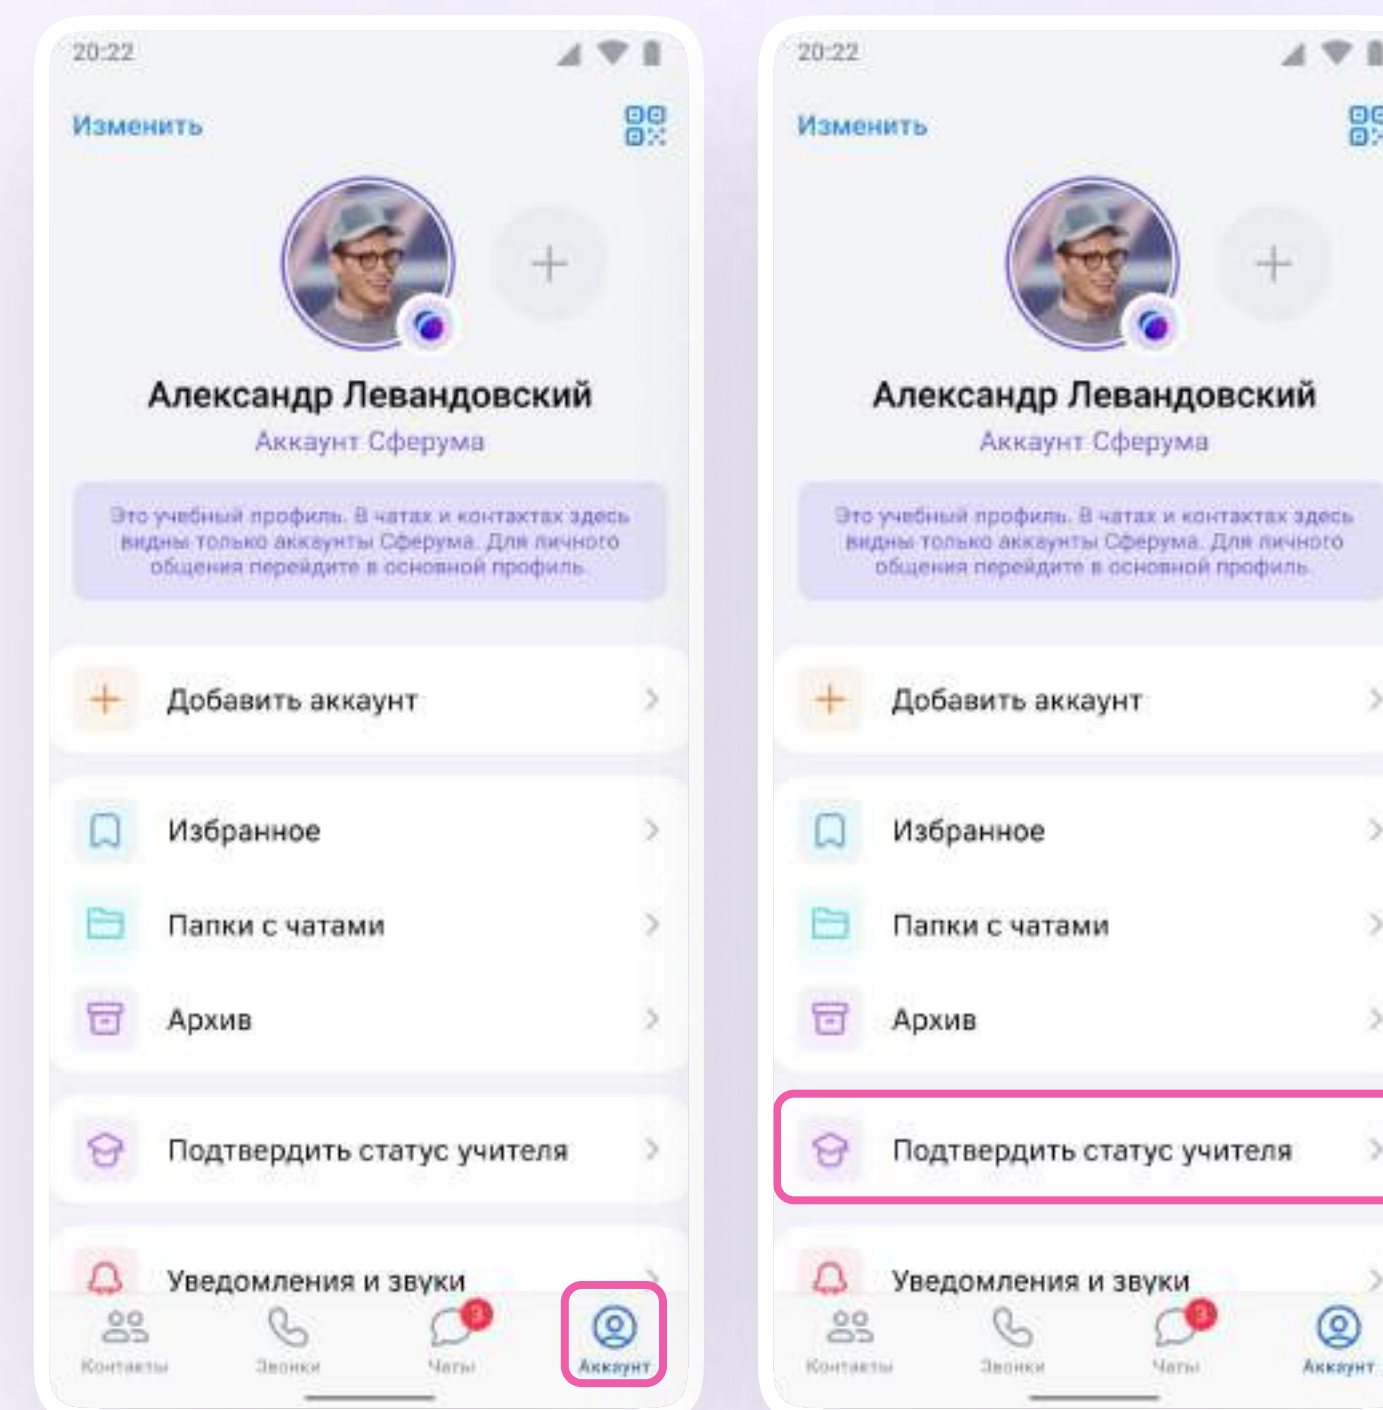 20:22
Изменить
Александр Левандовский
Аккаунт Сферума
Это учебный профиль. В чатах и контактах здесь
видны только аккаунты Сферума. Для личного
общения перейдите в основной профиль.
Добавить аккаунт
Избранное
Папки с чатами
Архив
Подтвердить статус учителя
Уведомления и звуки
3
Контакты
Звонки
Чаты
Аккаунт
20:22
Изменить
Александр Левандовский
Аккаунт Сферума
Это учебный профиль. В чатах и контактах здесь
видны только аккаунты Сферума. Для личного
общения перейдите в основной профиль.
Добавить аккаунт
Избранное
Папки с чатами
Архив
Подтвердить статус учителя
Уведомления и звуки
3
Контакты
Звонки
Чаты
Аккаунт